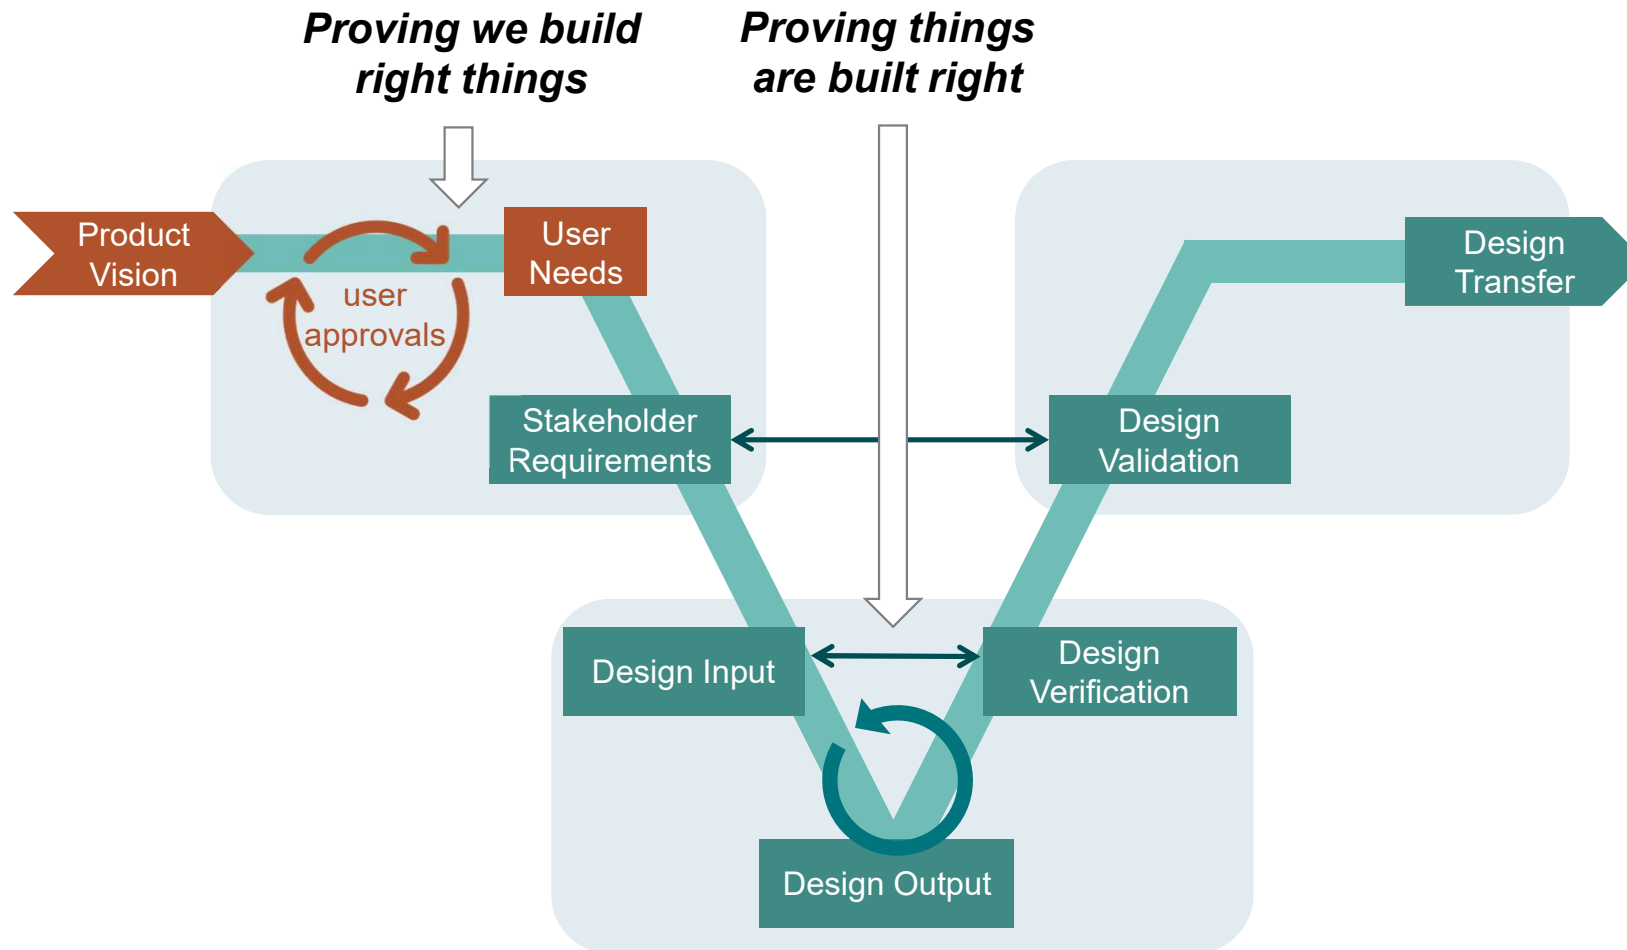 Proving we build
right things
Proving things
are built right
Product
Vision
user
approvals
User
Needs
Design
Transfer
Stakeholder
Requirements
Design
Validation
Design Input
Design
Verification
Design Output